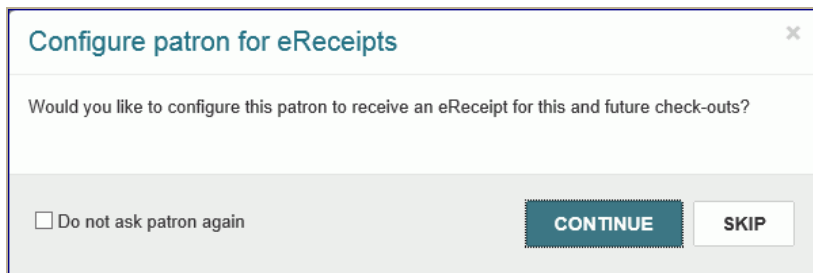 Configure patron for eReceipts
Would you like to configure this patron to receive an eReceipt for this and future check-outs?
Do not ask patron again
CONTINUE
SKIP